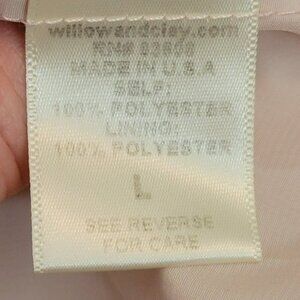 willowandclay.com
RN#
MADE IN U.S.A
SELF:
100% POLYESTER
LINING:
100% POLYESTER
L
SEE REVERSE
FOR CARE